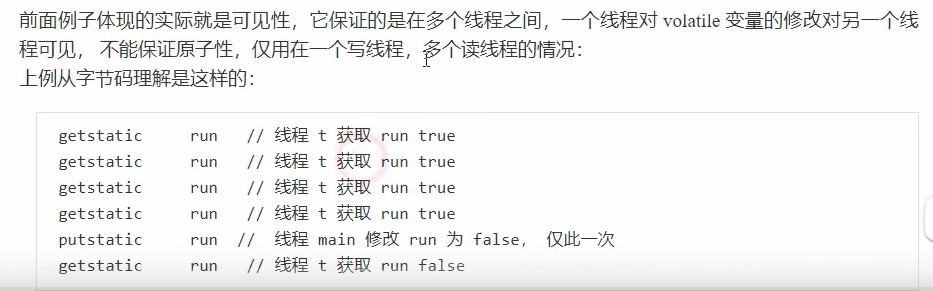 前面例子体现的实际就是可见性，它保证的是在多个线程之间，一个线程对 volatile 变量的修改对另一个线
程可见， 不能保证原子性，仅用在一个写线程，多个读线程的情况：
上例从字节码理解是这样的：
getstatic run // 线程 t 获取 run true
getstatic run // 线程 t 获取 run true
getstatic run // 线程 t 获取 run true
getstatic run // 线程 t 获取 run true
putstatic run // 线程 main 修改 run 为 false， 仅此一次
getstatic run // 线程 t 获取 run false